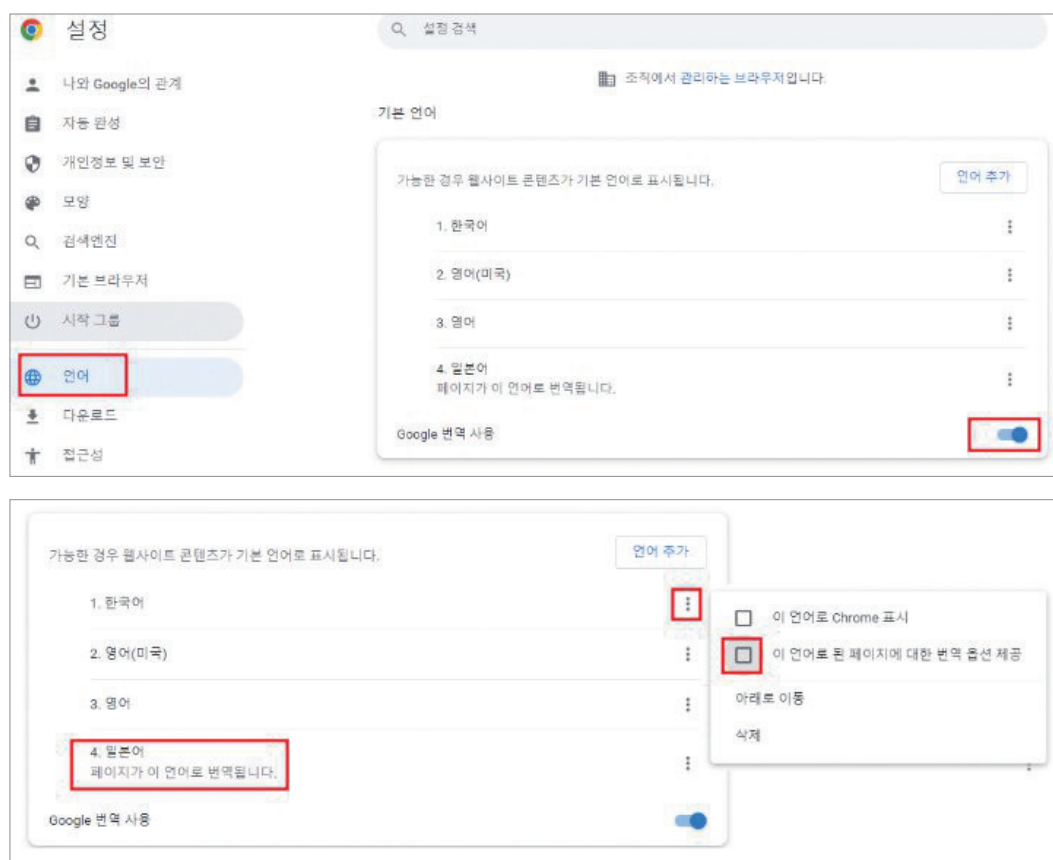 설정
설정 검색
나와 Google의 관계
자동 완성
개인정보 및 보안
모양
검색엔진
기본 브라우저
시작 그룹
언어
다운로드
접근성
조직에서 관리하는 브라우저입니다.
기본 언어
가능한 경우 웹사이트 콘텐츠가 기본 언어로 표시됩니다.
언어 추가
1. 한국어
2. 영어(미국)
3. 영어
4. 일본어
페이지가 이 언어로 번역됩니다.
Google 번역 사용
가능한 경우 웹사이트 콘텐츠가 기본 언어로 표시됩니다.
언어 추가
1. 한국어
2. 영어(미국)
3. 영어
4. 일본어
페이지가 이 언어로 번역됩니다.
Google 번역 사용
이 언어로 Chrome 표시
이 언어로 된 페이지에 대한 번역 옵션 제공
아래로 이동
삭제